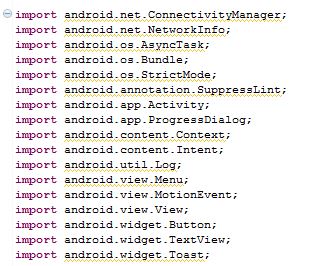 import android.net.ConnectivityManager;
import android.net.NetworkInfo;
import android.os.AsyncTask;
import android.os.Bundle;
import android.os.StrictMode;
import android.annotation.SuppressLint;
import android.app.Activity;
import android.app.ProgressDialog;
import android.content.Context;
import android.content.Intent;
import android.util.Log;
import android.view.Menu;
import android.view.MotionEvent;
import android.view.View;
import android.widget.Button;
import android.widget.TextView;
import android.widget.Toast;